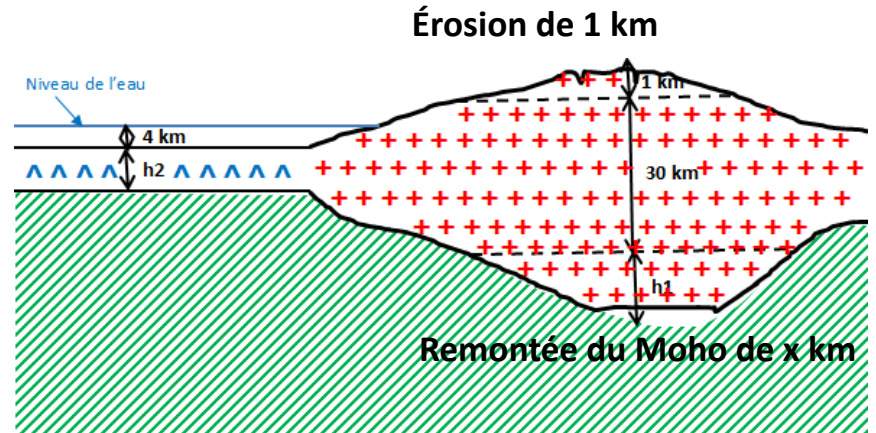 Érosion de 1 km
Niveau de l'eau
1 km
4 km
h2
30 km
h1
Remontée du Moho de x km